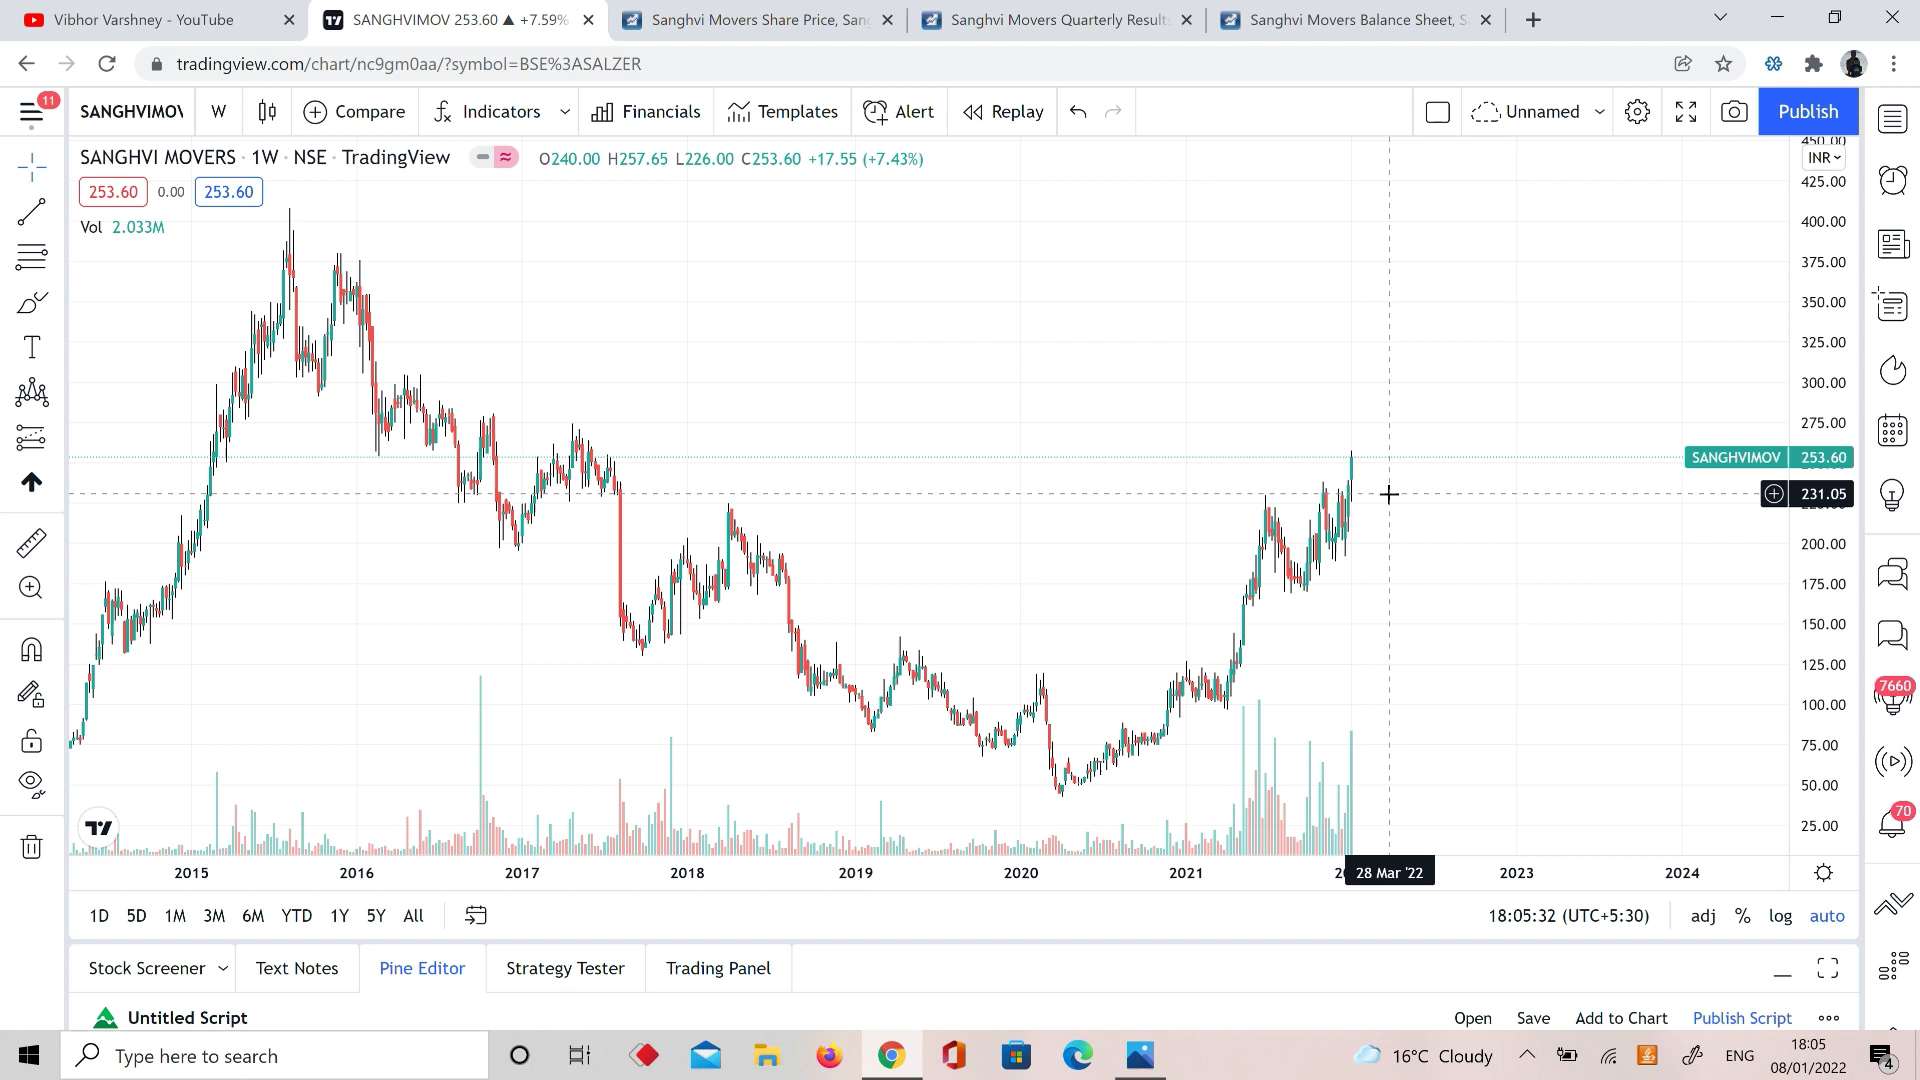 Vibhor Varshney - YouTube
SANGHVIMOV 253.60 ▲ +7.59%
Sanghvi Movers Share Price, San
Sanghvi Movers Quarterly Result
Sanghvi Movers Balance Sheet, S
tradingview.com/chart/nc9gm0aa/?symbol=BSE%3ASALZER
11
SANGHVIMOV
W
Compare
Indicators
Financials
Templates
Alert
Replay
Unnamed
Publish
SANGHVI MOVERS · 1W · NSE · TradingView
O240.00 H257.65 L226.00 C253.60 +17.55 (+7.43%)
INR
253.60 0.00 253.60
Vol 2.033M
450.00
425.00
400.00
375.00
350.00
325.00
300.00
275.00
SANGHVIMOV 253.60
231.05
200.00
175.00
150.00
125.00
100.00
75.00
50.00
25.00
7660
70
2015 2016 2017 2018 2019 2020 2021 28 Mar '22 2023 2024
1D 5D 1M 3M 6M YTD 1Y 5Y All
18:05:32 (UTC+5:30) adj % log auto
Stock Screener Text Notes Pine Editor Strategy Tester Trading Panel
Untitled Script
Open Save Add to Chart Publish Script
Type here to search
16°C Cloudy
ENG
18:05
08/01/2022
4